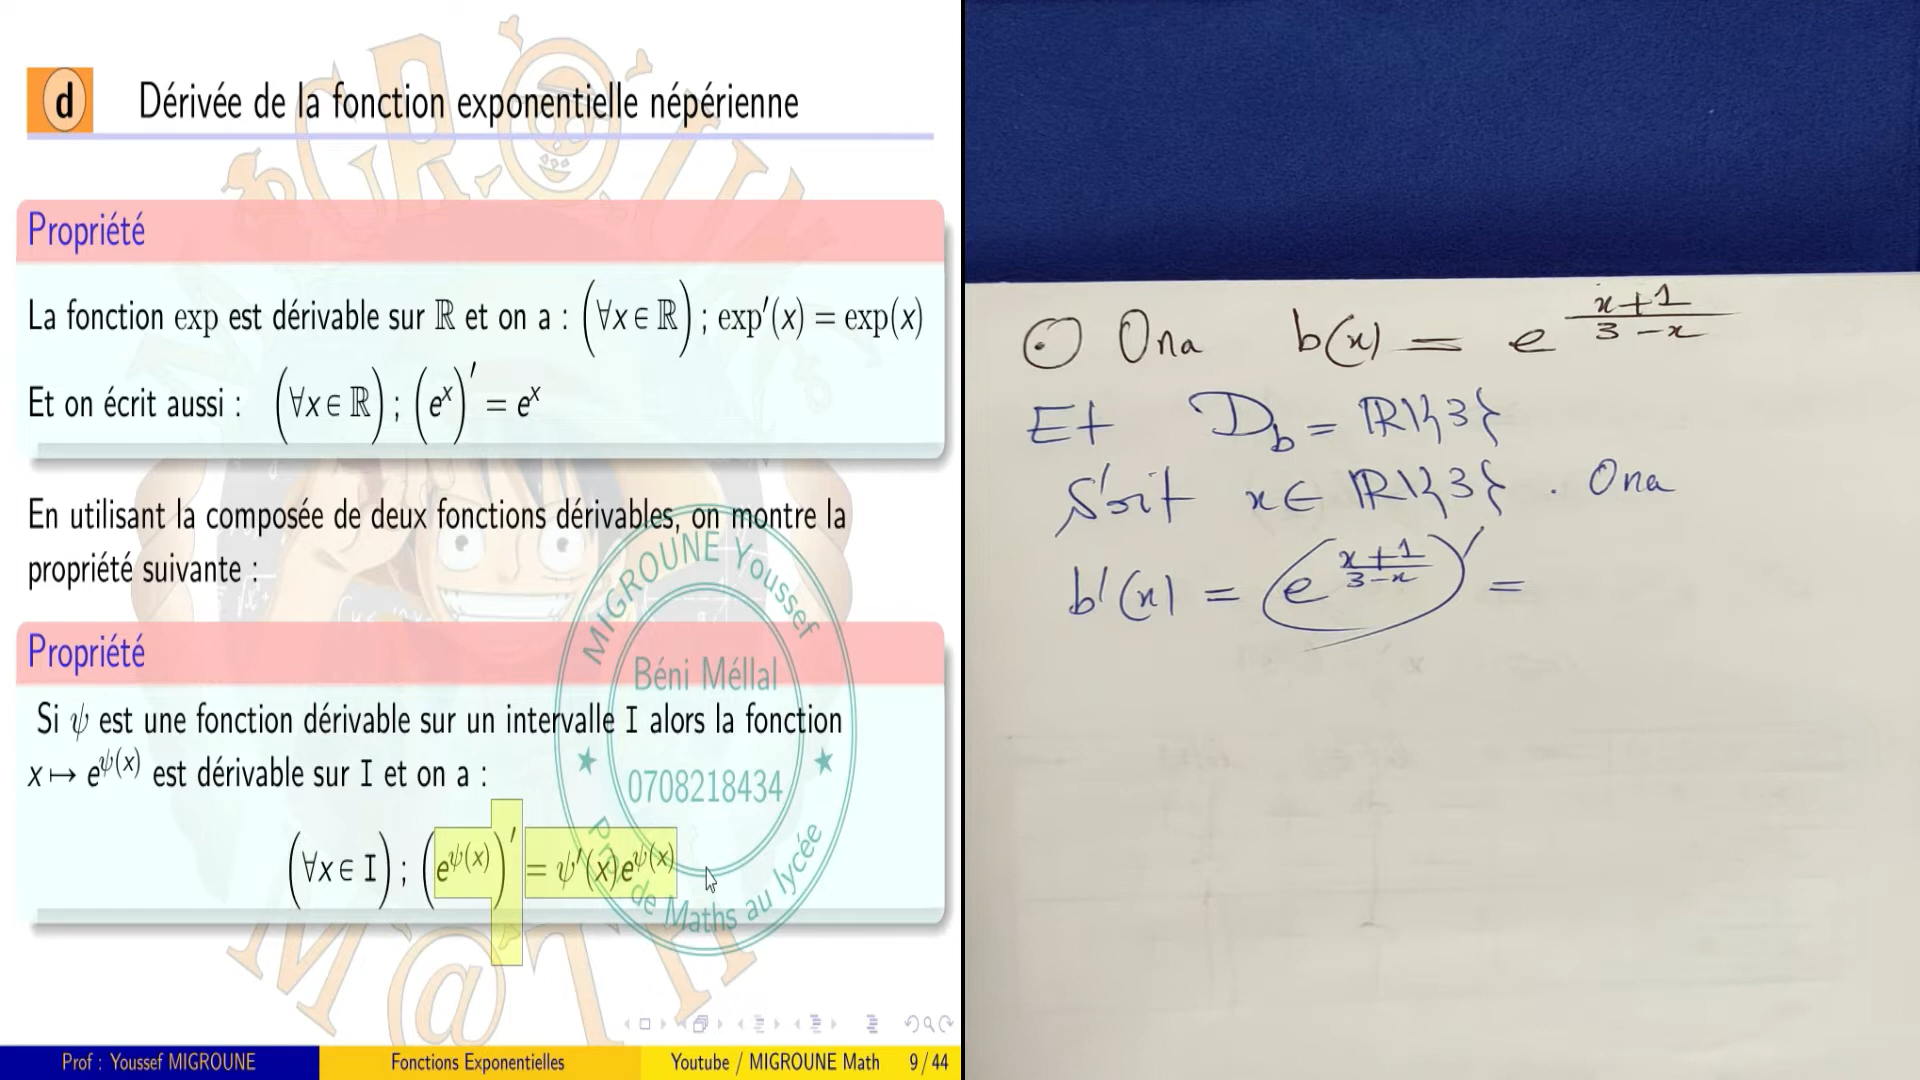 d Dérivée de la fonction exponentielle népérienne
Propriété
La fonction exp est dérivable sur ℝ et on a : (∀x ∈ ℝ) ; exp′(x) = exp(x)
Et on écrit aussi : (∀x ∈ ℝ) ; (e^x)′ = e^x
En utilisant la composée de deux fonctions dérivables, on montre la
propriété suivante :
Propriété
Si ψ est une fonction dérivable sur un intervalle I alors la fonction
x ↦ e^ψ(x) est dérivable sur I et on a :
(∀x ∈ I) ; (e^ψ(x))′ = ψ′(x)e^ψ(x)
MIGROUNE Youssef
Béni Méllal
0708218434
Prof de Maths au lycée
Prof : Youssef MIGROUNE Fonctions Exponentielles Youtube / MIGROUNE Math 9 / 44
Ona b(x) = e^((x+1)/(3-x))
Et D_b = ℝ\{3}
Soit x ∈ ℝ\{3} . Ona
b'(x) = (e^((x+1)/(3-x)))' =